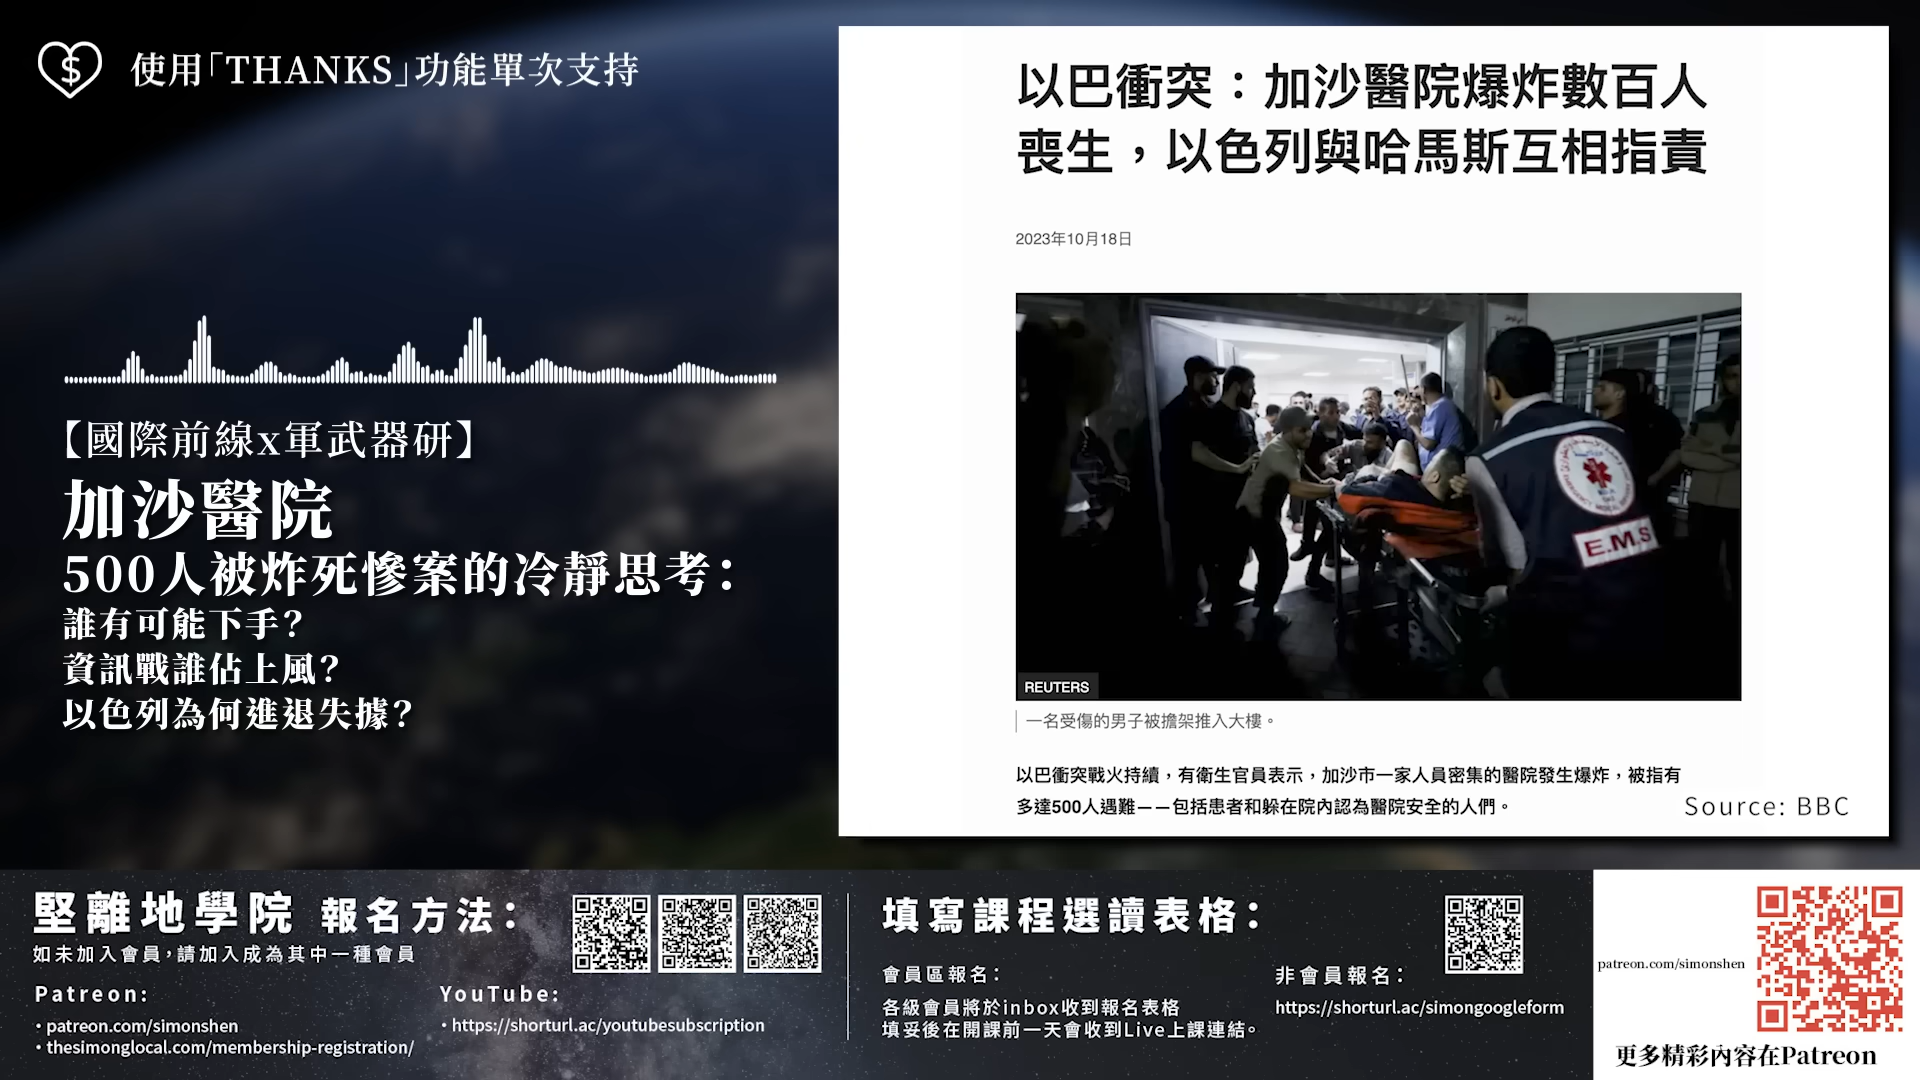 使用「THANKS」功能單次支持
【國際前線x軍武器研】
加沙醫院
500人被炸死慘案的冷靜思考：
誰有可能下手？
資訊戰誰佔上風？
以色列為何進退失據？
以巴衝突：加沙醫院爆炸數百人
喪生，以色列與哈馬斯互相指責
2023年10月18日
E.M.S
REUTERS
一名受傷的男子被擔架推入大樓。
以巴衝突戰火持續，有衛生官員表示，加沙市一家人員密集的醫院發生爆炸，被指有
多達500人遇難——包括患者和躲在院內認為醫院安全的人們。
Source: BBC
堅離地學院 報名方法：
如未加入會員，請加入成為其中一種會員
Patreon:
• patreon.com/simonshen
• thesimonglocal.com/membership-registration/
YouTube:
• https://shorturl.ac/youtubesubscription
填寫課程選讀表格：
會員區報名：
各級會員將於inbox收到報名表格
填妥後在開課前一天會收到Live上課連結。
非會員報名：
https://shorturl.ac/simongoogleform
patreon.com/simonshen
更多精彩內容在Patreon